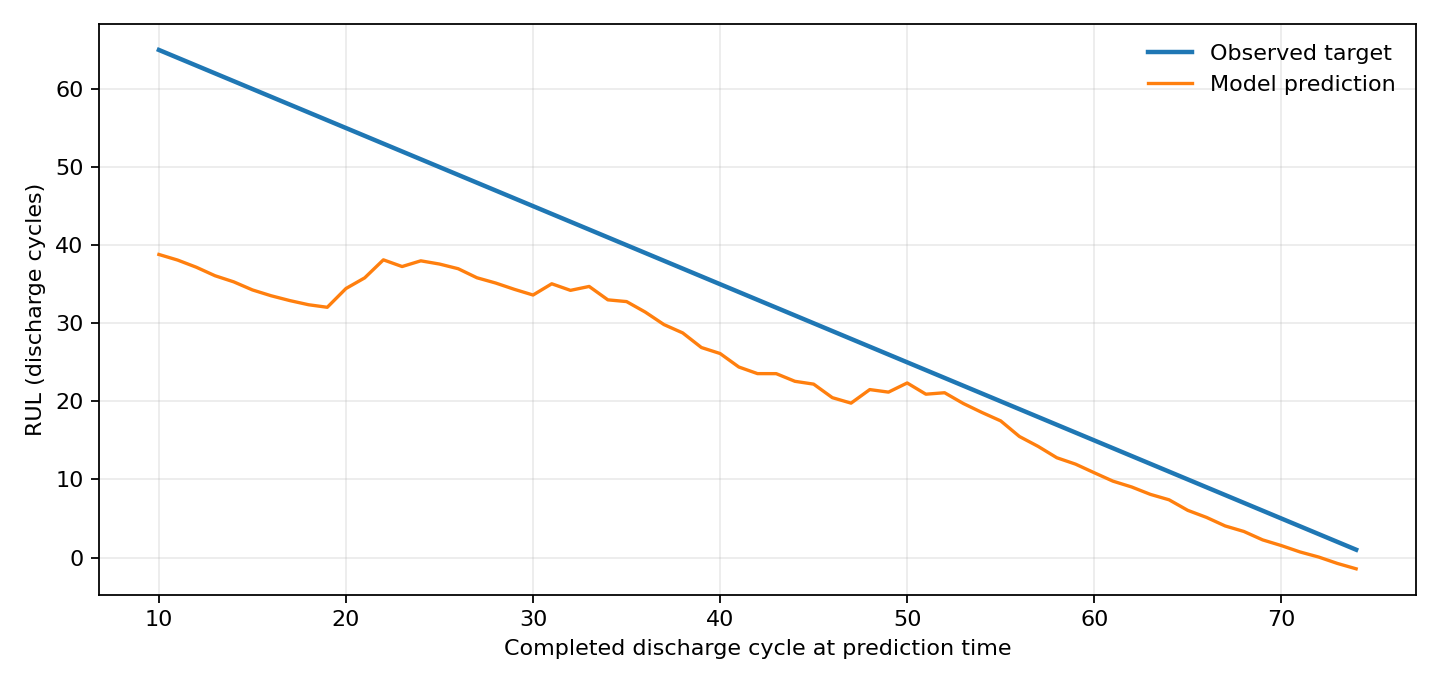 Observed target
Model prediction
RUL (discharge cycles)
60
50
40
30
20
10
0
10 20 30 40 50 60 70
Completed discharge cycle at prediction time